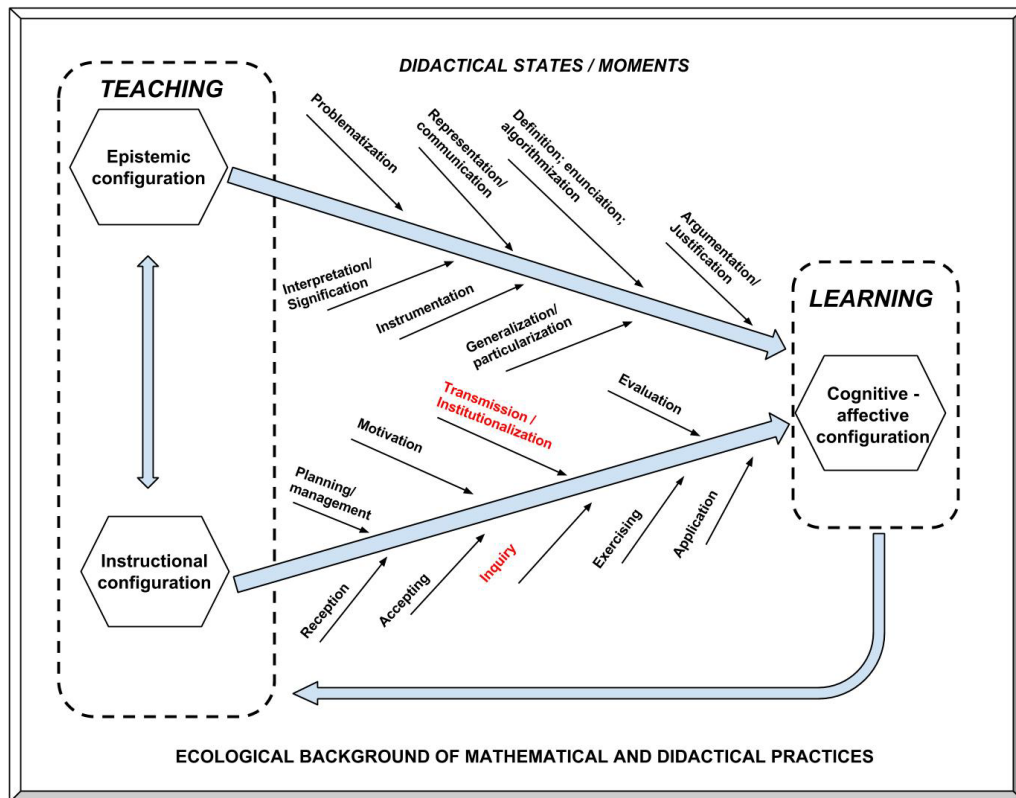 DIDACTICAL STATES / MOMENTS
TEACHING
Epistemic
configuration
Problematization
Representation/
communication
Definition; enunciation;
algorithmization
Argumentation/
Justification
Interpretation/
Signification
Instrumentation
Generalization/
particularization
LEARNING
Cognitive -
affective
configuration
Transmission /
Institutionalization
Evaluation
Motivation
Planning/
management
Instructional
configuration
Reception
Accepting
Inquiry
Exercising
Application
ECOLOGICAL BACKGROUND OF MATHEMATICAL AND DIDACTICAL PRACTICES